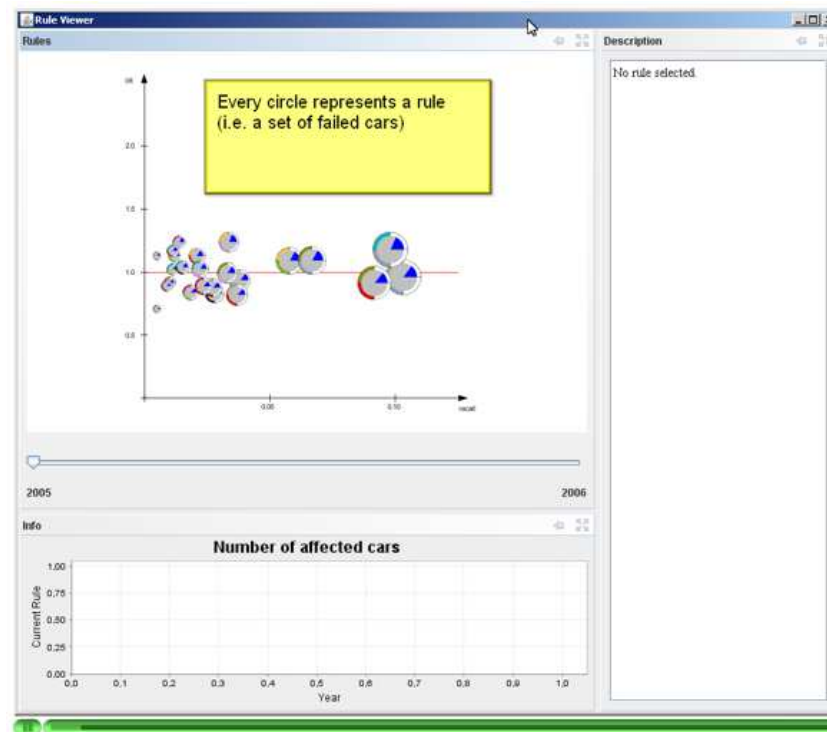 Rule Viewer
Rules
Description
No rule selected.
Every circle represents a rule
(i.e. a set of failed cars)
lift
2.0
1.5
1.0
0.5
0.05
0.10
recall
2005
2006
Info
Number of affected cars
1,00
0,75
0,50
0,25
0,00
Current Rule
0,0 0,1 0,2 0,3 0,4 0,5 0,6 0,7 0,8 0,9 1,0
Year